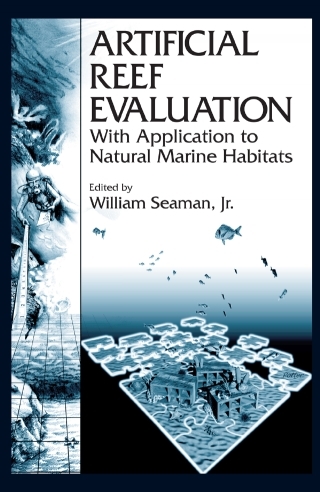 ARTIFICIAL
REEF
EVALUATION
With Application to
Natural Marine Habitats
Edited by
William Seaman, Jr.